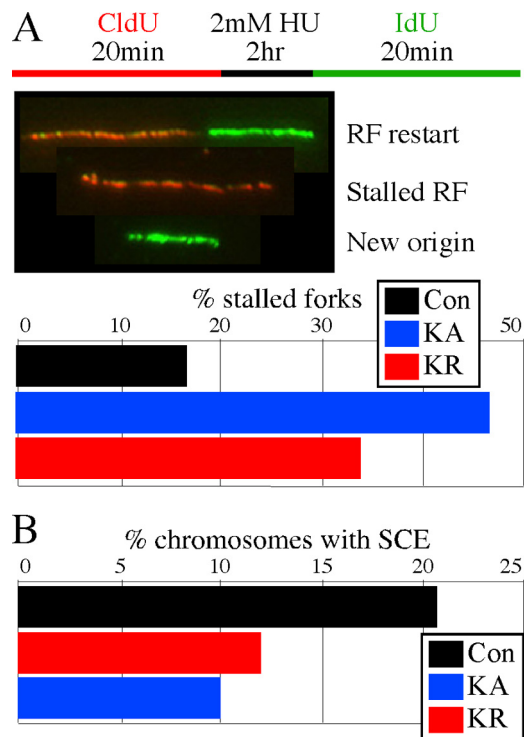 A
CldU 2mM HU IdU
20min 2hr 20min
RF restart
Stalled RF
New origin
% stalled forks
0 10 20 30 50
Con
KA
KR
B
% chromosomes with SCE
0 5 10 15 20 25
Con
KA
KR